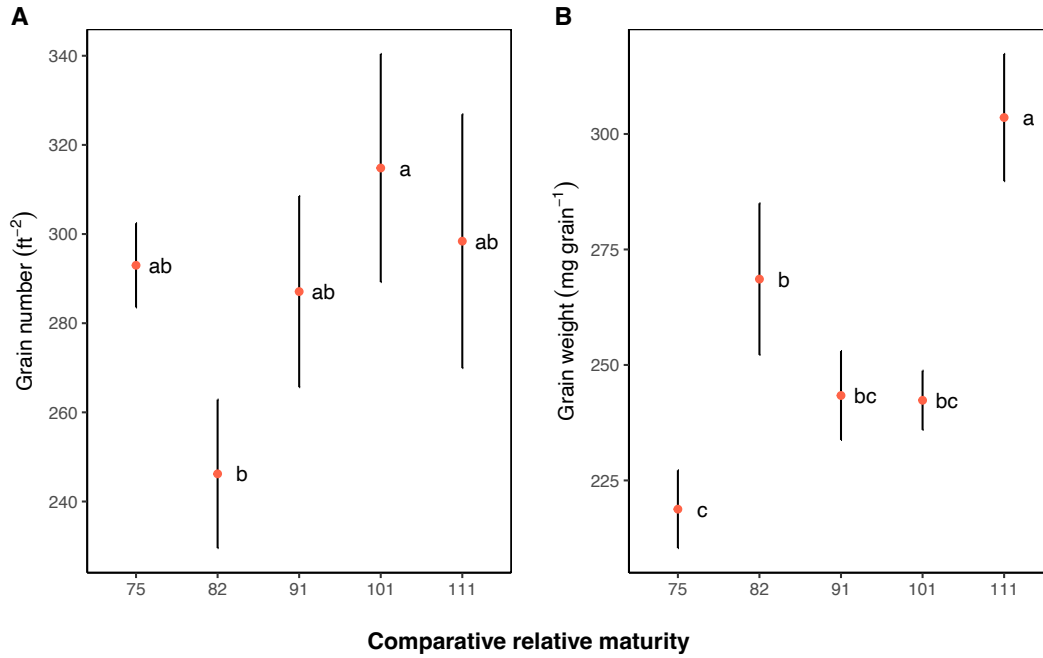 A
Grain number (ft⁻²)
340
320
300
280
260
240
ab
b
ab
a
ab
75 82 91 101 111
B
Grain weight (mg grain⁻¹)
300
275
250
225
c
b
bc
bc
a
75 82 91 101 111
Comparative relative maturity